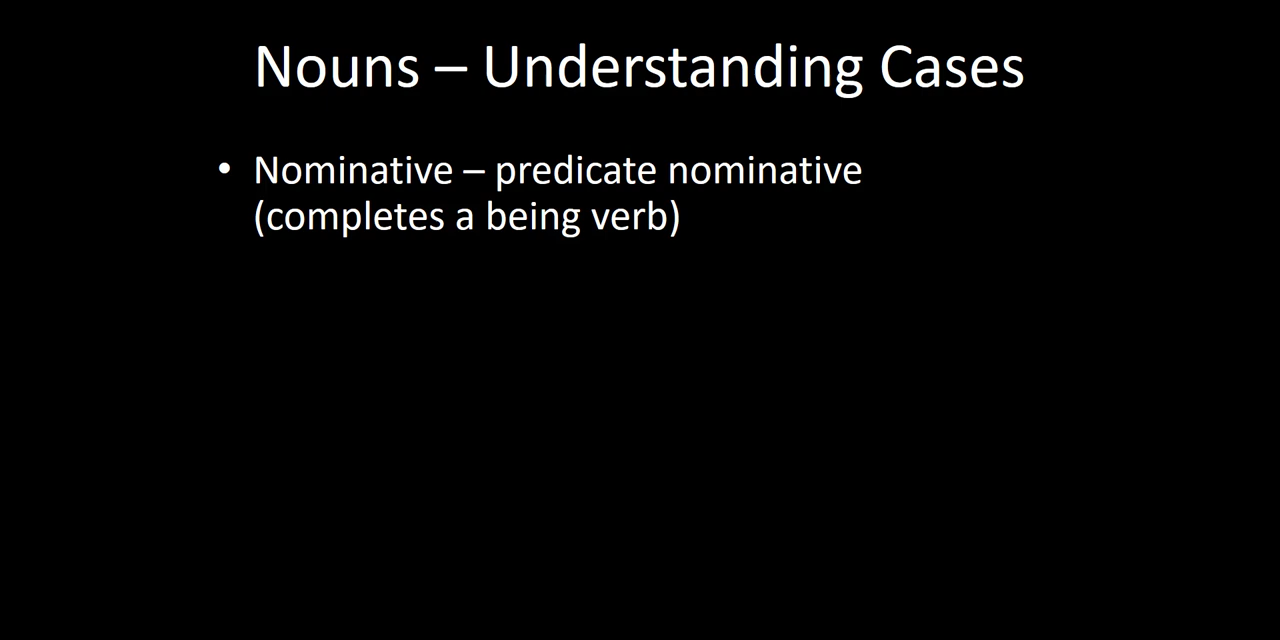 Nouns – Understanding Cases
• Nominative – predicate nominative
(completes a being verb)